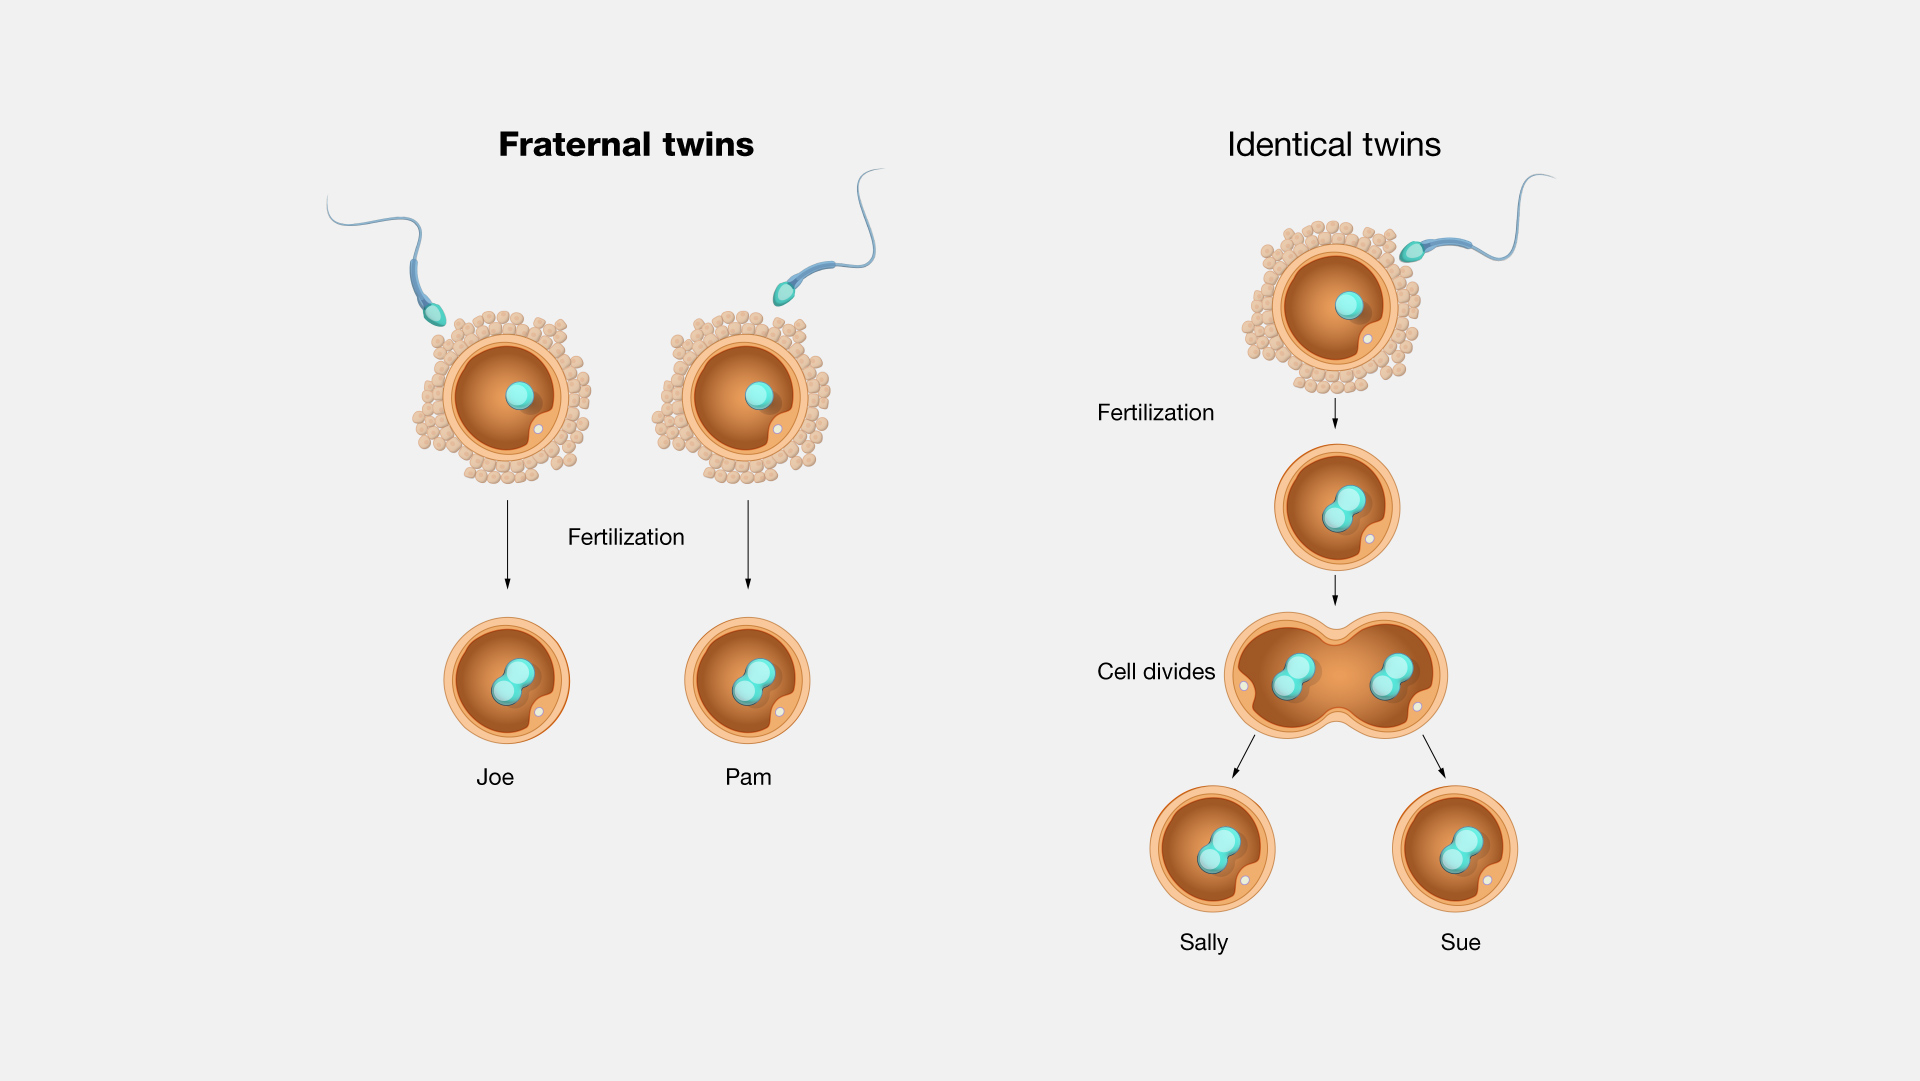 Fraternal twins
Fertilization
Joe
Pam
Identical twins
Fertilization
Cell divides
Sally
Sue